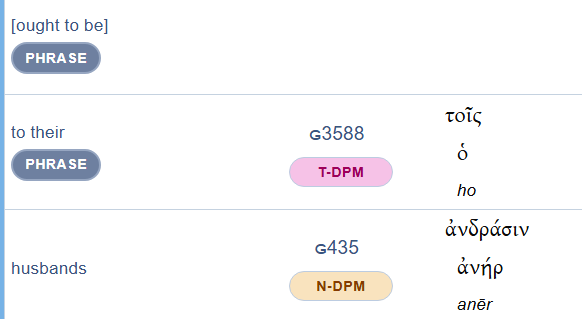 [ought to be]
PHRASE
to their
PHRASE
G3588
T-DPM
τοῖς
ὁ
ho
husbands
G435
N-DPM
ἀνδράσιν
ἀνήρ
anēr